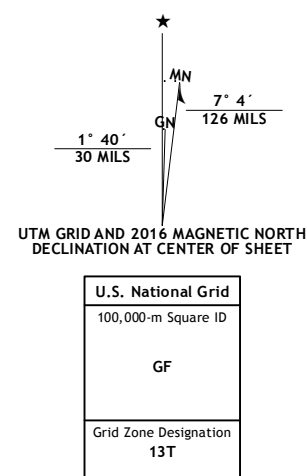 ★
MN
GN
7° 4´
126 MILS
1° 40´
30 MILS
UTM GRID AND 2016 MAGNETIC NORTH
DECLINATION AT CENTER OF SHEET
U.S. National Grid
100,000-m Square ID
GF
Grid Zone Designation
13T